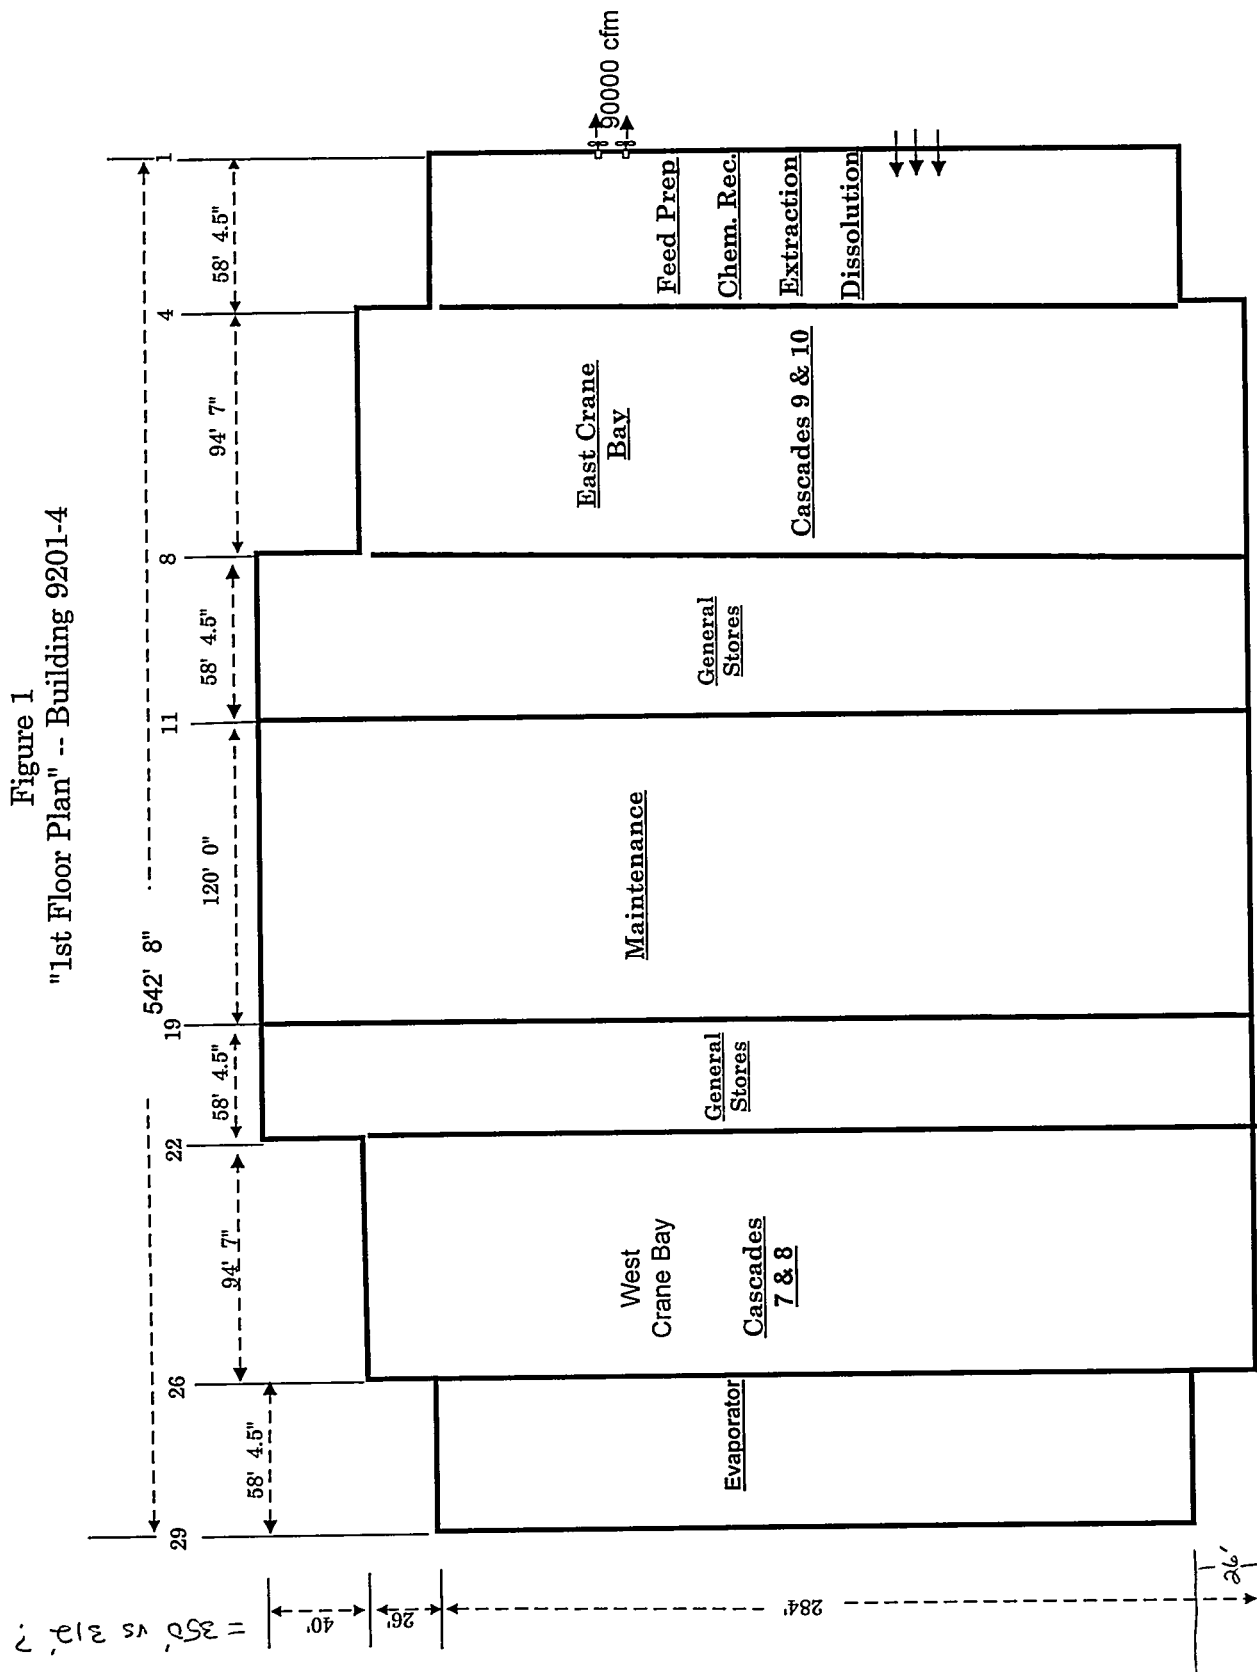 Figure 1
"1st Floor Plan" -- Building 9201-4
542' 8"
29
26
22
19
11
8
4
1
58' 4.5"
94' 7"
58' 4.5"
120' 0"
58' 4.5"
94' 7"
58' 4.5"
= 350' vs 312' ?
40'
26'
284'
26'
Evaporator
West
Crane Bay
Cascades
7 & 8
General
Stores
Maintenance
General
Stores
East Crane
Bay
Cascades 9 & 10
Feed Prep
Chem. Rec.
Extraction
Dissolution
90000 cfm